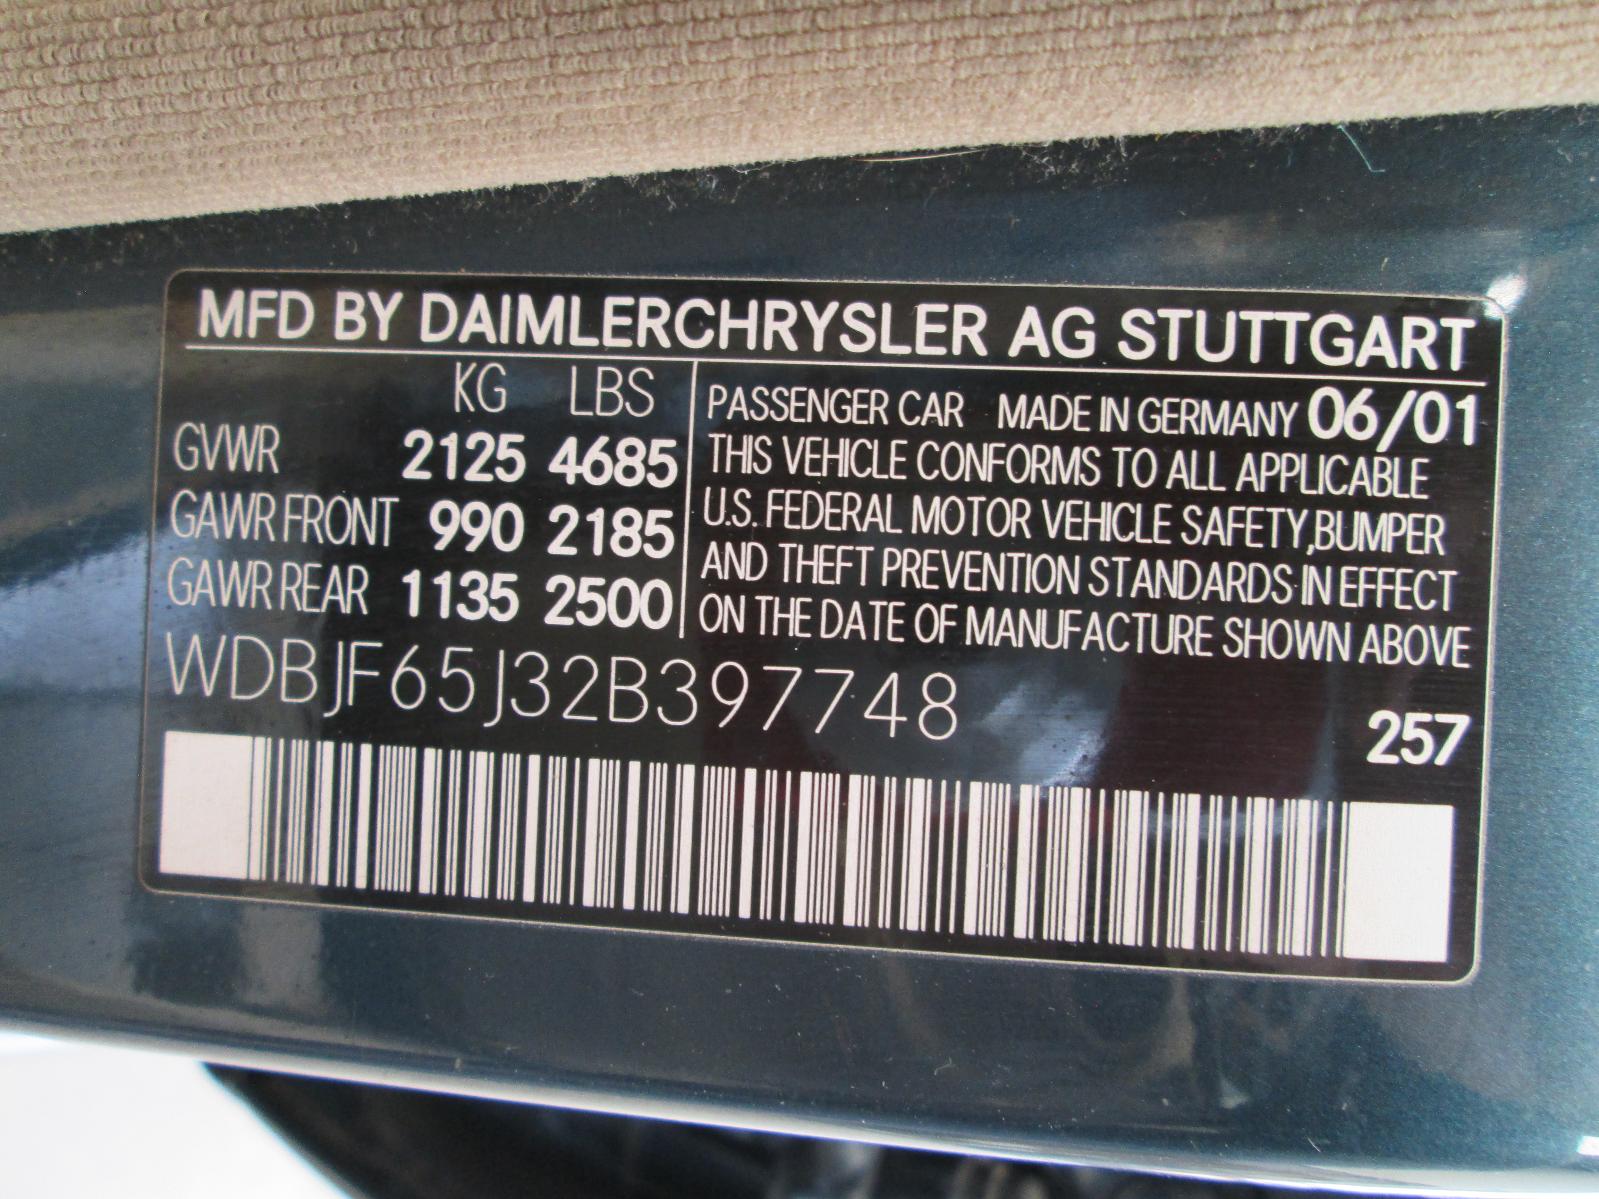 MFD BY DAIMLERCHRYSLER AG STUTTGART
KG LBS
GVWR 2125 4685
GAWR FRONT 990 2185
GAWR REAR 1135 2500
PASSENGER CAR MADE IN GERMANY 06/01
THIS VEHICLE CONFORMS TO ALL APPLICABLE
U.S. FEDERAL MOTOR VEHICLE SAFETY,BUMPER
AND THEFT PREVENTION STANDARDS IN EFFECT
ON THE DATE OF MANUFACTURE SHOWN ABOVE
WDBJF65J32B397748
257